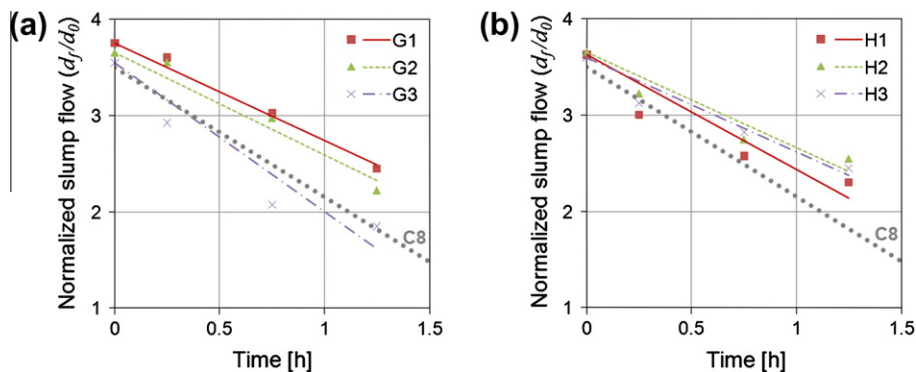 (a)
Normalized slump flow (df/d0)
4
3
2
1
0
0.5
1
1.5
Time [h]
G1
G2
G3
C8
(b)
Normalized slump flow (df/d0)
4
3
2
1
0
0.5
1
1.5
Time [h]
H1
H2
H3
C8